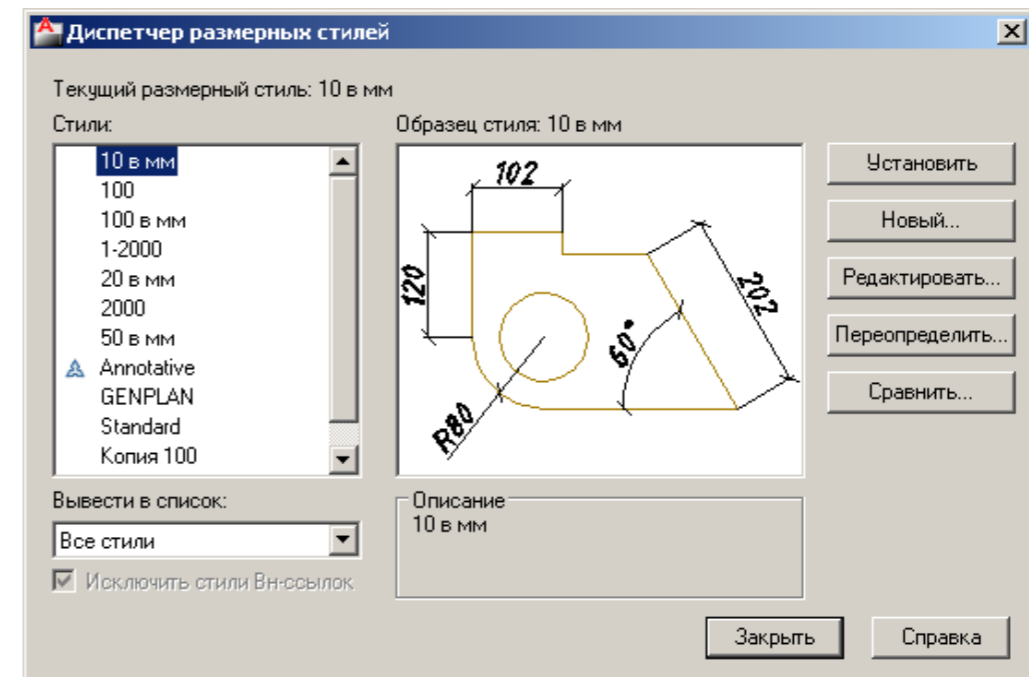 Диспетчер размерных стилей
Текущий размерный стиль: 10 в мм
Стили:
10 в мм
100
100 в мм
1-2000
20 в мм
2000
50 в мм
Annotative
GENPLAN
Standard
Копия 100
Образец стиля: 10 в мм
102
120
202
60°
R80
Установить
Новый...
Редактировать...
Переопределить...
Сравнить...
Вывести в список:
Все стили
Исключить стили Вн-ссылок
Описание
10 в мм
Закрыть
Справка